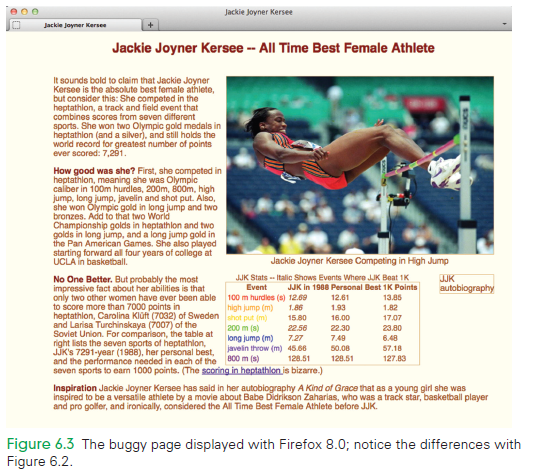 Jackie Joyner Kersee
Jackie Joyner Kersee
+
Jackie Joyner Kersee -- All Time Best Female Athlete
It sounds bold to claim that Jackie Joyner
Kersee is the absolute best female athlete,
but consider this: She competed in the
heptathlon, a track and field event that
combines scores from seven different
sports. She won two Olympic gold medals in
heptathlon (and a silver), and still holds the
world record for greatest number of points
ever scored: 7,291.
How good was she? First, she competed in
heptathlon, meaning she was Olympic
caliber in 100m hurdles, 200m, 800m, high
jump, long jump, javelin and shot put. Also,
she won Olympic gold in long jump and two
bronzes. Add to that two World
Championship golds in heptathlon and two
golds in long jump, and a long jump gold in
the Pan American Games. She also played
starting forward all four years of college at
UCLA in basketball.
Jackie Joyner Kersee Competing in High Jump
No One Better. But probably the most
impressive fact about her abilities is that
only two other women have ever been able
to score more than 7000 points in
heptathlon, Carolina Klüft (7032) of Sweden
and Larisa Turchinskaya (7007) of the
Soviet Union. For comparison, the table at
right lists the seven sports of heptathlon,
JJK's 7291-year (1988), her personal best,
and the performance needed in each of the
seven sports to earn 1000 points. (The scoring in heptathlon is bizarre.)
JJK Stats -- Italic Shows Events Where JJK Beat 1K
Event JJK in 1988 Personal Best 1K Points
100 m hurdles (s) 12.69 12.61 13.85
high jump (m) 1.86 1.93 1.82
shot put (m) 15.80 16.00 17.07
200 m (s) 22.56 22.30 23.80
long jump (m) 7.27 7.49 6.48
javelin throw (m) 45.66 50.08 57.18
800 m (s) 128.51 128.51 127.83
JJK
autobiography
Inspiration Jackie Joyner Kersee has said in her autobiography A Kind of Grace that as a young girl she was
inspired to be a versatile athlete by a movie about Babe Didrikson Zaharias, who was a track star, basketball player
and pro golfer, and ironically, considered the All Time Best Female Athlete before JJK.
Figure 6.3 The buggy page displayed with Firefox 8.0; notice the differences with
Figure 6.2.